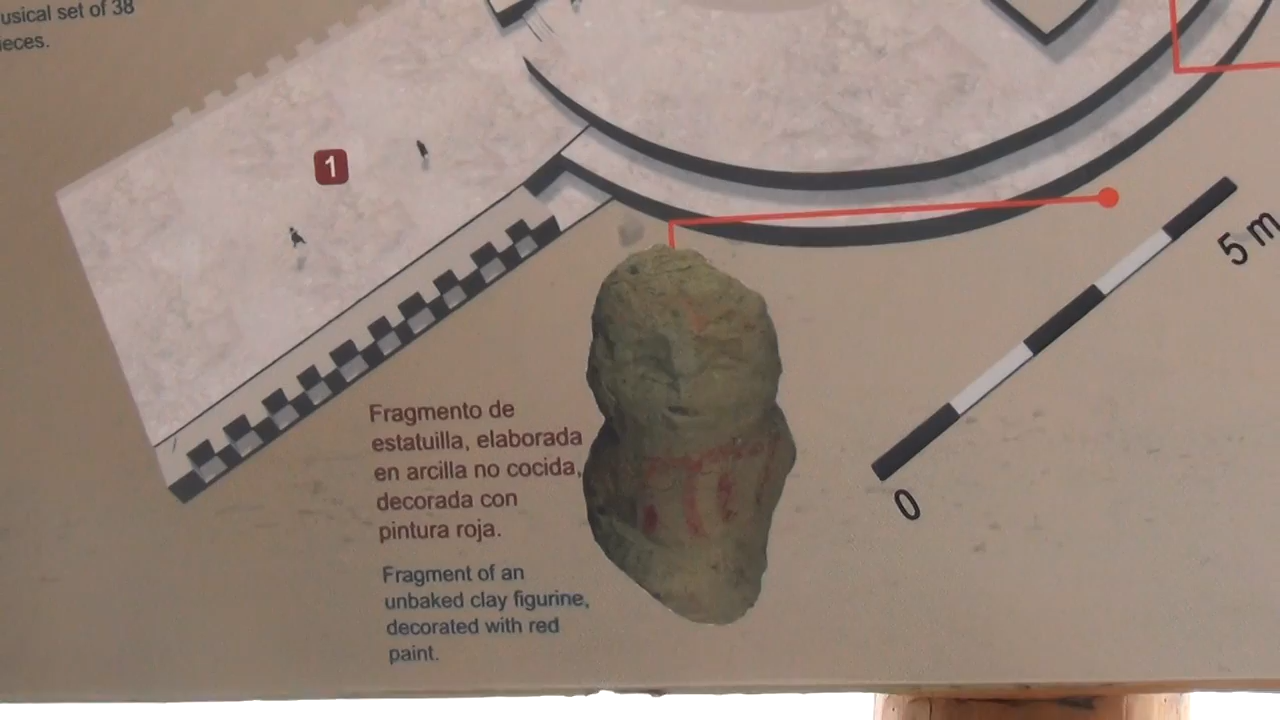 usical set of 38
ieces.
1
5 m
0
Fragmento de
estatuilla, elaborada
en arcilla no cocida,
decorada con
pintura roja.
Fragment of an
unbaked clay figurine,
decorated with red
paint.